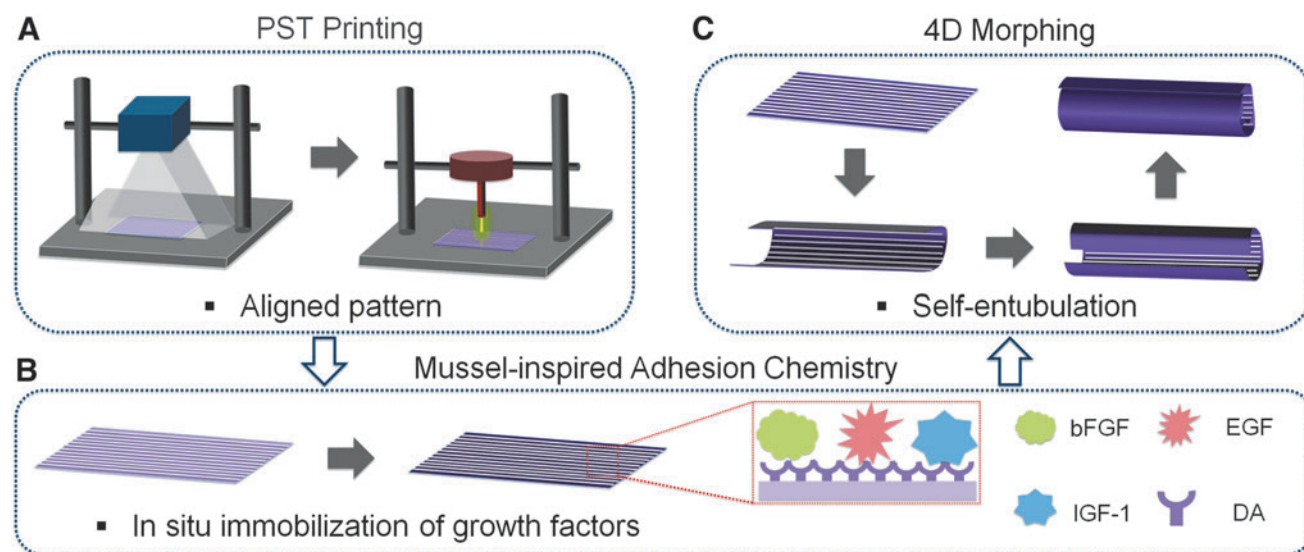 A
PST Printing
▪ Aligned pattern
C
4D Morphing
▪ Self-entubulation
B
Mussel-inspired Adhesion Chemistry
▪ In situ immobilization of growth factors
bFGF
EGF
IGF-1
DA